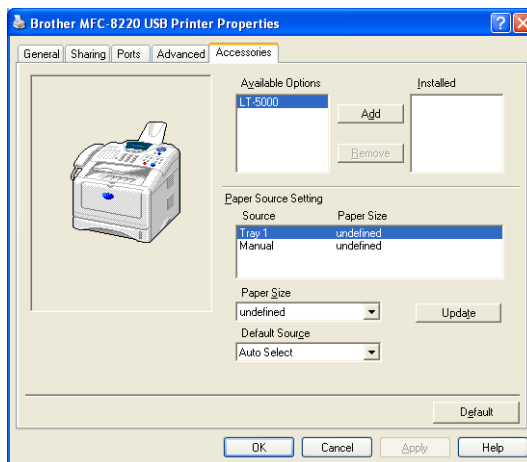 Brother MFC-8220 USB Printer Properties
General Sharing Ports Advanced Accessories
Available Options Installed
LT-5000
Add
Remove
Paper Source Setting
Source Paper Size
Tray 1 undefined
Manual undefined
Paper Size
undefined Update
Default Source
Auto Select
Default
OK Cancel Apply Help